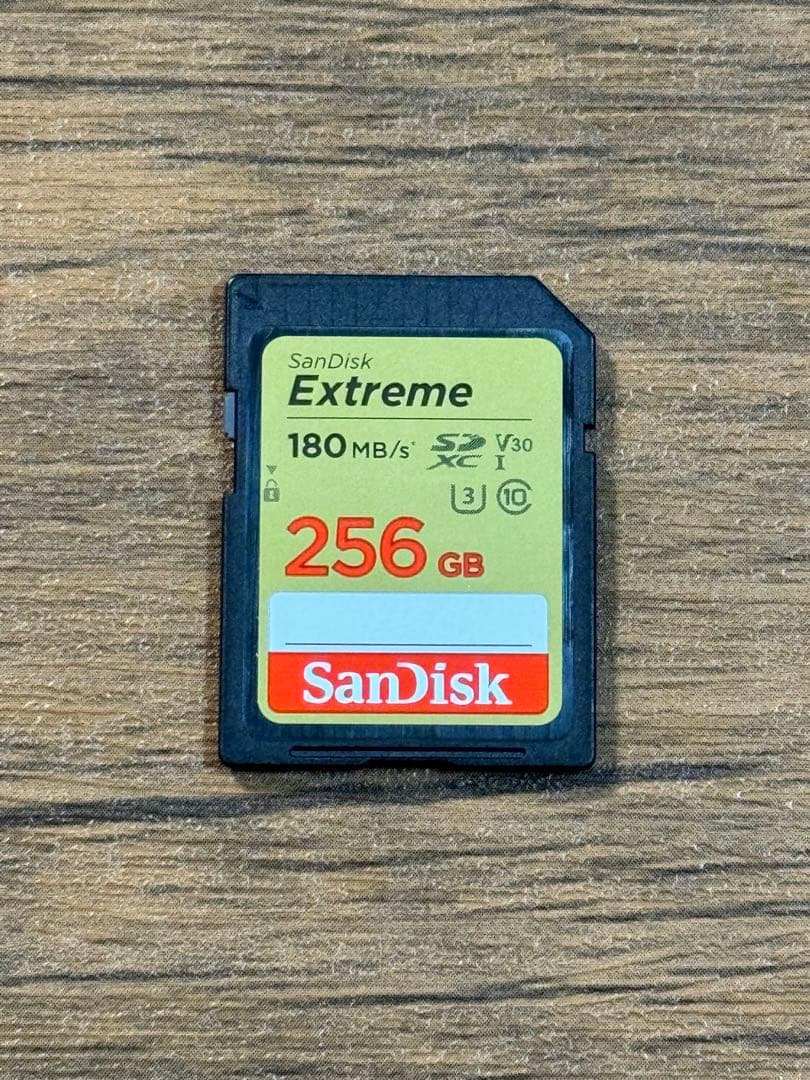 SanDisk
Extreme
180 MB/s* SD XC V30 I
3 10
256 GB
SanDisk